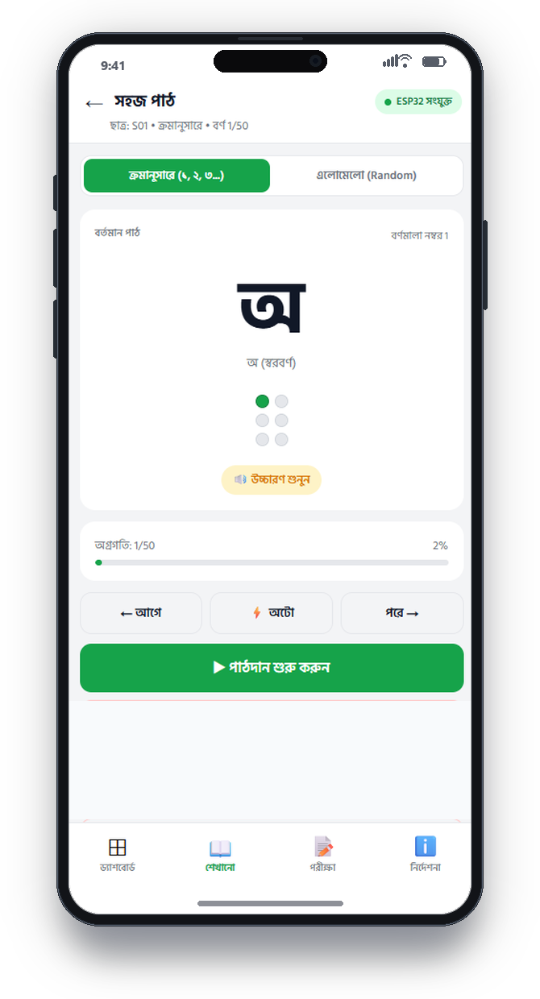 9:41
← সহজ পাঠ
ESP32 সংযুক্ত
ছাত্র: S01 • ক্রমানুসারে • বর্ণ 1/50
ক্রমানুসারে (১, ২, ৩...)
এলোমেলো (Random)
বর্তমান পাঠ
বর্ণমালা নম্বর 1
অ
অ (স্বরবর্ণ)
উচ্চারণ শুনুন
অগ্রগতি: 1/50
2%
← আগে
অটো
পরে →
▶ পাঠদান শুরু করুন
ড্যাশবোর্ড
শেখানো
পরীক্ষা
নির্দেশনা